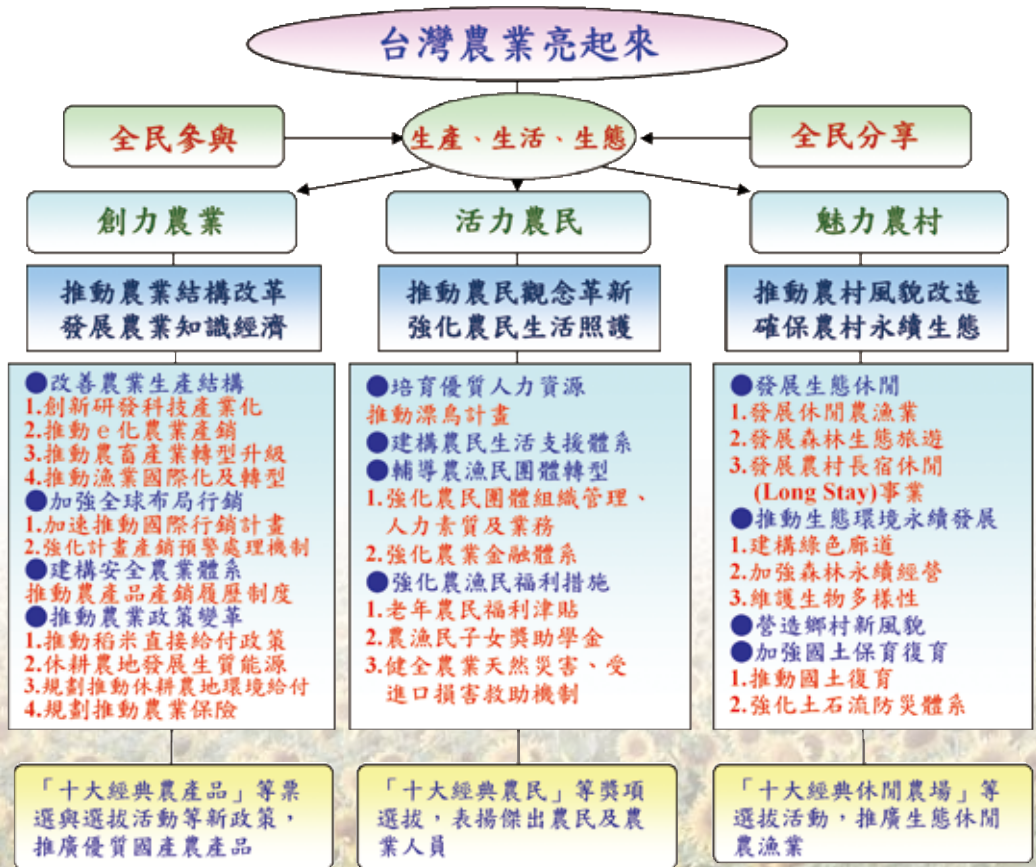 台灣農業亮起來
全民參與
生產、生活、生態
全民分享
創力農業
活力農民
魅力農村
推動農業結構改革
發展農業知識經濟
推動農民觀念革新
強化農民生活照護
推動農村風貌改造
確保農村永續生態
●改善農業生產結構
1.創新研發科技產業化
2.推動e化農業產銷
3.推動農畜產業轉型升級
4.推動漁業國際化及轉型
●加強全球布局行銷
1.加速推動國際行銷計畫
2.強化計畫產銷預警處理機制
●建構安全農業體系
推動農產品產銷履歷制度
●推動農業政策變革
1.推動稻米直接給付政策
2.休耕農地發展生質能源
3.規劃推動休耕農地環境給付
4.規劃推動農業保險
●培育優質人力資源
推動漂鳥計畫
●建構農民生活支援體系
●輔導農漁民團體轉型
1.強化農民團體組織管理、
人力素質及業務
2.強化農業金融體系
●強化農漁民福利措施
1.老年農民福利津貼
2.農漁民子女獎助學金
3.健全農業天然災害、受
進口損害救助機制
●發展生態休閒
1.發展休閒農漁業
2.發展森林生態旅遊
3.發展農村長宿休閒
(Long Stay)事業
●推動生態環境永續發展
1.建構綠色廊道
2.加強森林永續經營
3.維護生物多樣性
●營造鄉村新風貌
●加強國土保育復育
1.推動國土復育
2.強化土石流防災體系
「十大經典農產品」等票
選與選拔活動等新政策，
推廣優質國產農產品
「十大經典農民」等獎項
選拔，表揚傑出農民及農
業人員
「十大經典休閒農場」等
選拔活動，推廣生態休閒
農漁業